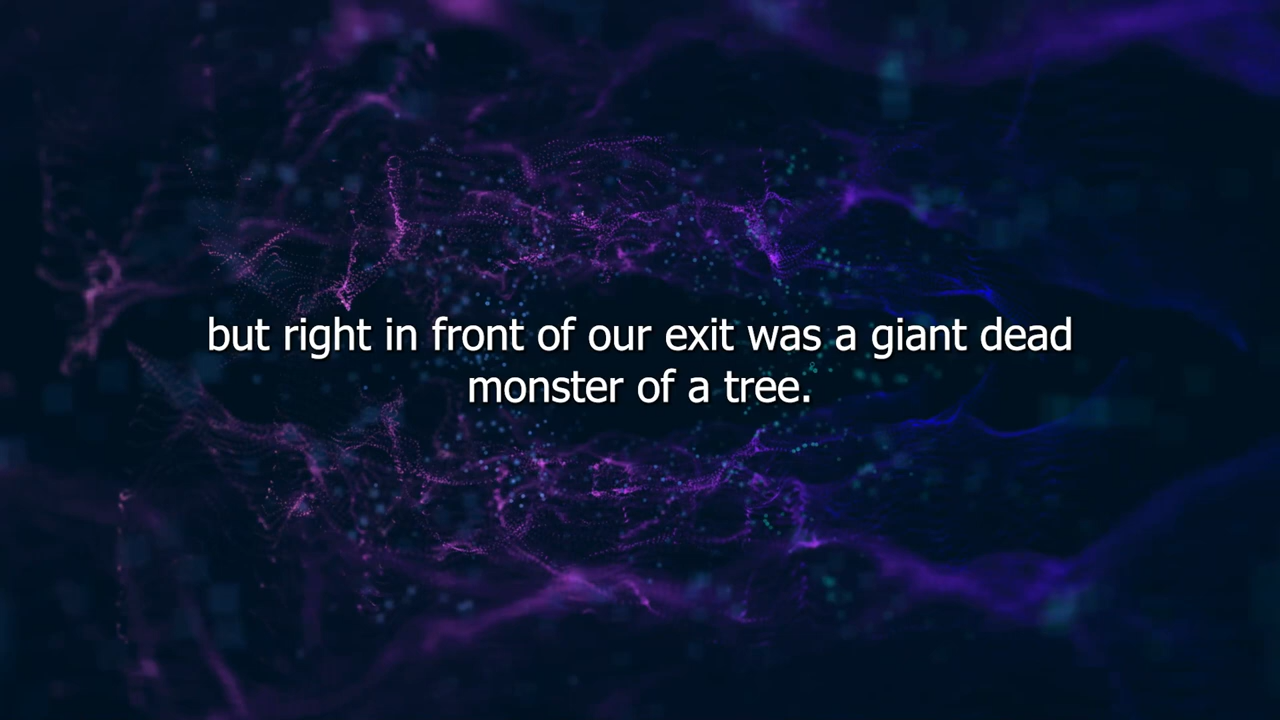 but right in front of our exit was a giant dead
monster of a tree.